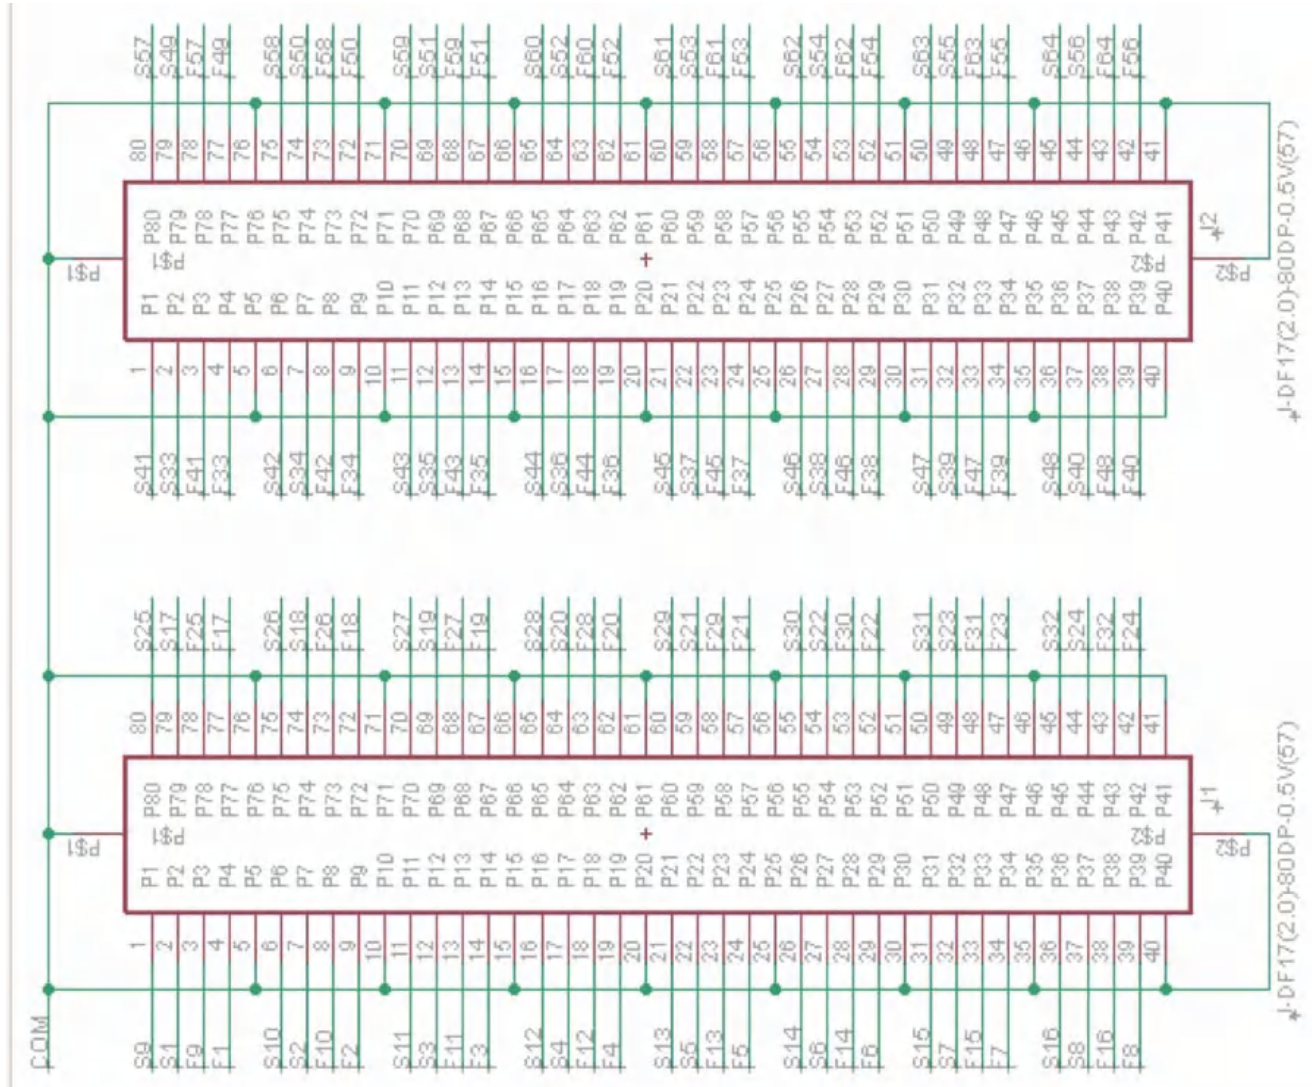 S57 S49 F57 F49 S58 S50 F58 F50 S59 S51 F59 F51 S60 S52 F60 F52 S61 S53 F61 F53 S62 S54 F62 F54 S63 S55 F63 F55 S64 S56 F64 F56
80 79 78 77 76 75 74 73 72 71 70 69 68 67 66 65 64 63 62 61 60 59 58 57 56 55 54 53 52 51 50 49 48 47 46 45 44 43 42 41
P80 P79 P78 P77 P76 P75 P74 P73 P72 P71 P70 P69 P68 P67 P66 P65 P64 P63 P62 P61 P60 P59 P58 P57 P56 P55 P54 P53 P52 P51 P50 P49 P48 P47 P46 P45 P44 P43 P42 P41
J2
P$1 P$1 P$2 P$2
P1 P2 P3 P4 P5 P6 P7 P8 P9 P10 P11 P12 P13 P14 P15 P16 P17 P18 P19 P20 P21 P22 P23 P24 P25 P26 P27 P28 P29 P30 P31 P32 P33 P34 P35 P36 P37 P38 P39 P40
1 2 3 4 5 6 7 8 9 10 11 12 13 14 15 16 17 18 19 20 21 22 23 24 25 26 27 28 29 30 31 32 33 34 35 36 37 38 39 40
J-DF17(2.0)-80DP-0.5V(57)
S41 S33 F41 F33 S42 S34 F42 F34 S43 S35 F43 F35 S44 S36 F44 F36 S45 S37 F45 F37 S46 S38 F46 F38 S47 S39 F47 F39 S48 S40 F48 F40
S25 S17 F25 F17 S26 S18 F26 F18 S27 S19 F27 F19 S28 S20 F28 F20 S29 S21 F29 F21 S30 S22 F30 F22 S31 S23 F31 F23 S32 S24 F32 F24
80 79 78 77 76 75 74 73 72 71 70 69 68 67 66 65 64 63 62 61 60 59 58 57 56 55 54 53 52 51 50 49 48 47 46 45 44 43 42 41
P80 P79 P78 P77 P76 P75 P74 P73 P72 P71 P70 P69 P68 P67 P66 P65 P64 P63 P62 P61 P60 P59 P58 P57 P56 P55 P54 P53 P52 P51 P50 P49 P48 P47 P46 P45 P44 P43 P42 P41
J1
P$1 P$1 P$2 P$2
P1 P2 P3 P4 P5 P6 P7 P8 P9 P10 P11 P12 P13 P14 P15 P16 P17 P18 P19 P20 P21 P22 P23 P24 P25 P26 P27 P28 P29 P30 P31 P32 P33 P34 P35 P36 P37 P38 P39 P40
1 2 3 4 5 6 7 8 9 10 11 12 13 14 15 16 17 18 19 20 21 22 23 24 25 26 27 28 29 30 31 32 33 34 35 36 37 38 39 40
J-DF17(2.0)-80DP-0.5V(57)
COM
S9 S1 F9 F1 S10 S2 F10 F2 S11 S3 F11 F3 S12 S4 F12 F4 S13 S5 F13 F5 S14 S6 F14 F6 S15 S7 F15 F7 S16 S8 F16 F8